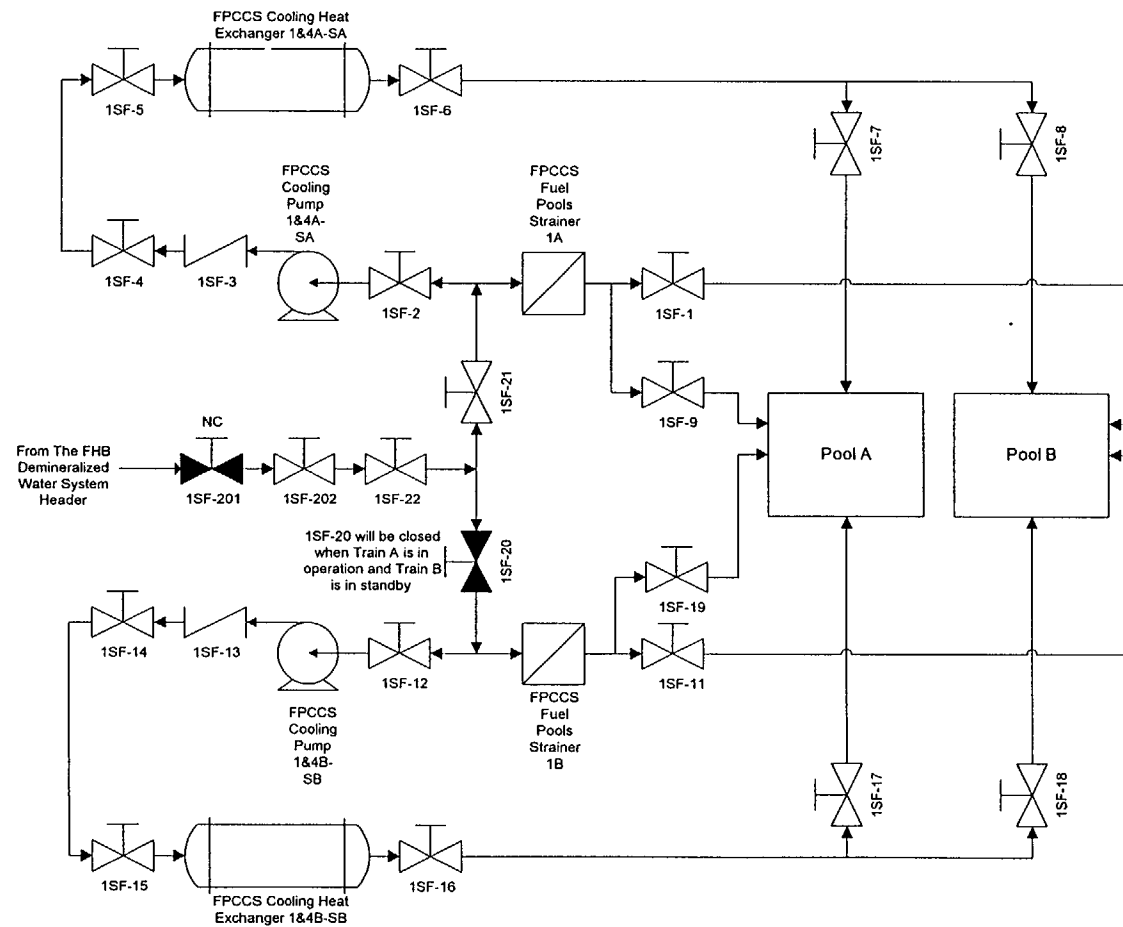 FPCCS Cooling Heat
Exchanger 1&4A-SA
1SF-5
1SF-6
1SF-7
1SF-8
FPCCS
Cooling
Pump
1&4A-
SA
FPCCS
Fuel
Pools
Strainer
1A
1SF-4
1SF-3
1SF-2
1SF-1
1SF-21
1SF-9
NC
From The FHB
Demineralized
Water System
Header
1SF-201
1SF-202
1SF-22
Pool A
Pool B
1SF-20 will be closed
when Train A is in
operation and Train B
is in standby
1SF-20
1SF-19
1SF-14
1SF-13
1SF-12
1SF-11
FPCCS
Cooling
Pump
1&4B-
SB
FPCCS
Fuel
Pools
Strainer
1B
1SF-17
1SF-18
1SF-15
1SF-16
FPCCS Cooling Heat
Exchanger 1&4B-SB